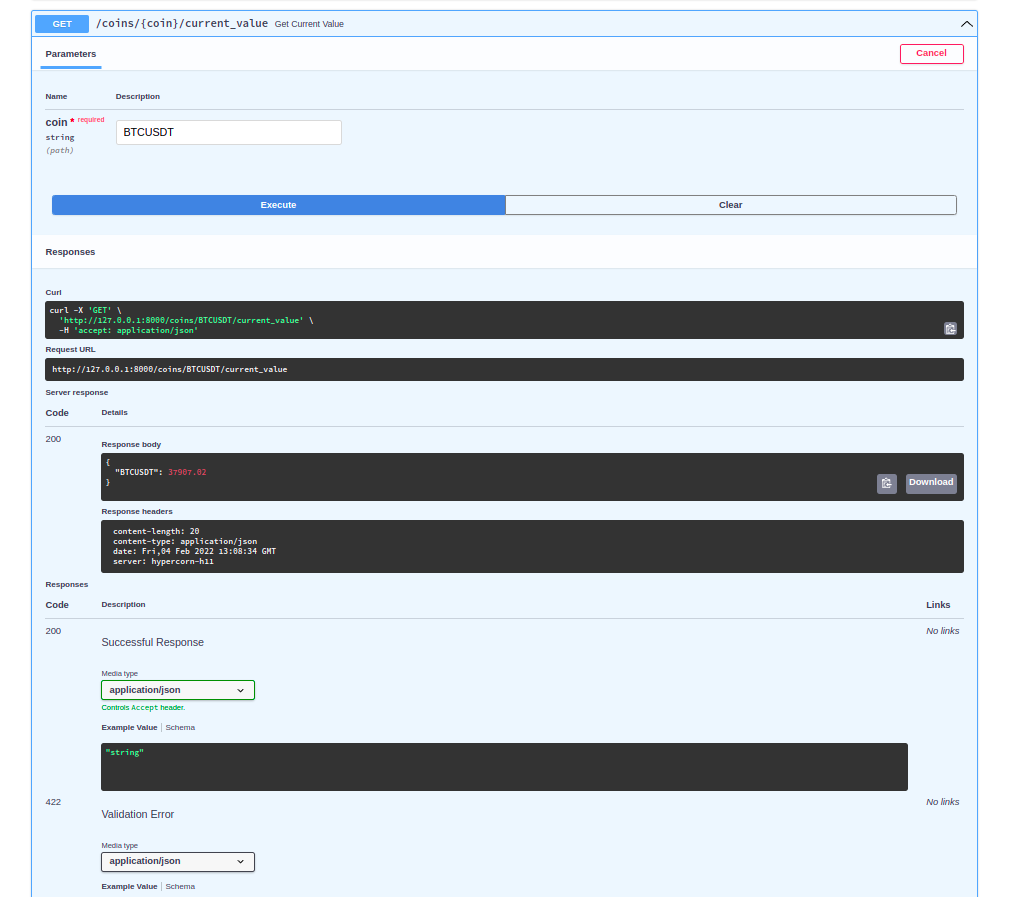 GET /coins/{coin}/current_value Get Current Value
Parameters Cancel
Name Description
coin * required
string
(path)
BTCUSDT
Execute Clear
Responses
Curl
curl -X 'GET' \
'http://127.0.0.1:8000/coins/BTCUSDT/current_value' \
-H 'accept: application/json'
Request URL
http://127.0.0.1:8000/coins/BTCUSDT/current_value
Server response
Code Details
200
Response body
{
"BTCUSDT": 37907.02
}
Download
Response headers
content-length: 20
content-type: application/json
date: Fri,04 Feb 2022 13:08:34 GMT
server: hypercorn-h11
Responses
Code Description Links
200 No links
Successful Response
Media type
application/json
Controls Accept header.
Example Value | Schema
"string"
422 No links
Validation Error
Media type
application/json
Example Value | Schema